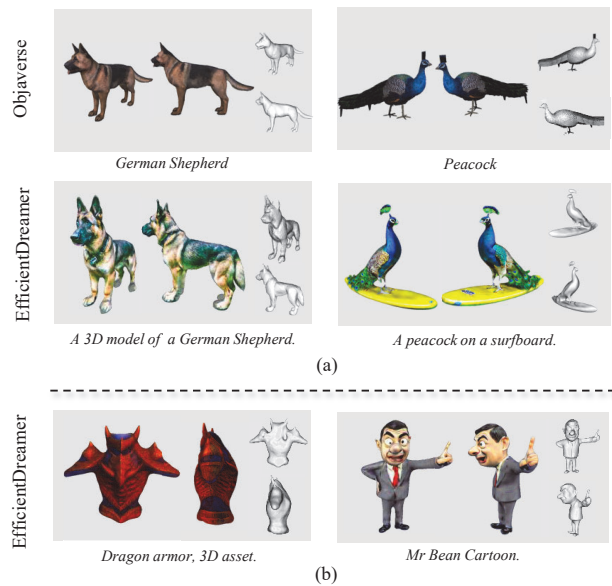 Objaverse
German Shepherd
Peacock
EfficientDreamer
A 3D model of a German Shepherd.
A peacock on a surfboard.
(a)
EfficientDreamer
Dragon armor, 3D asset.
Mr Bean Cartoon.
(b)